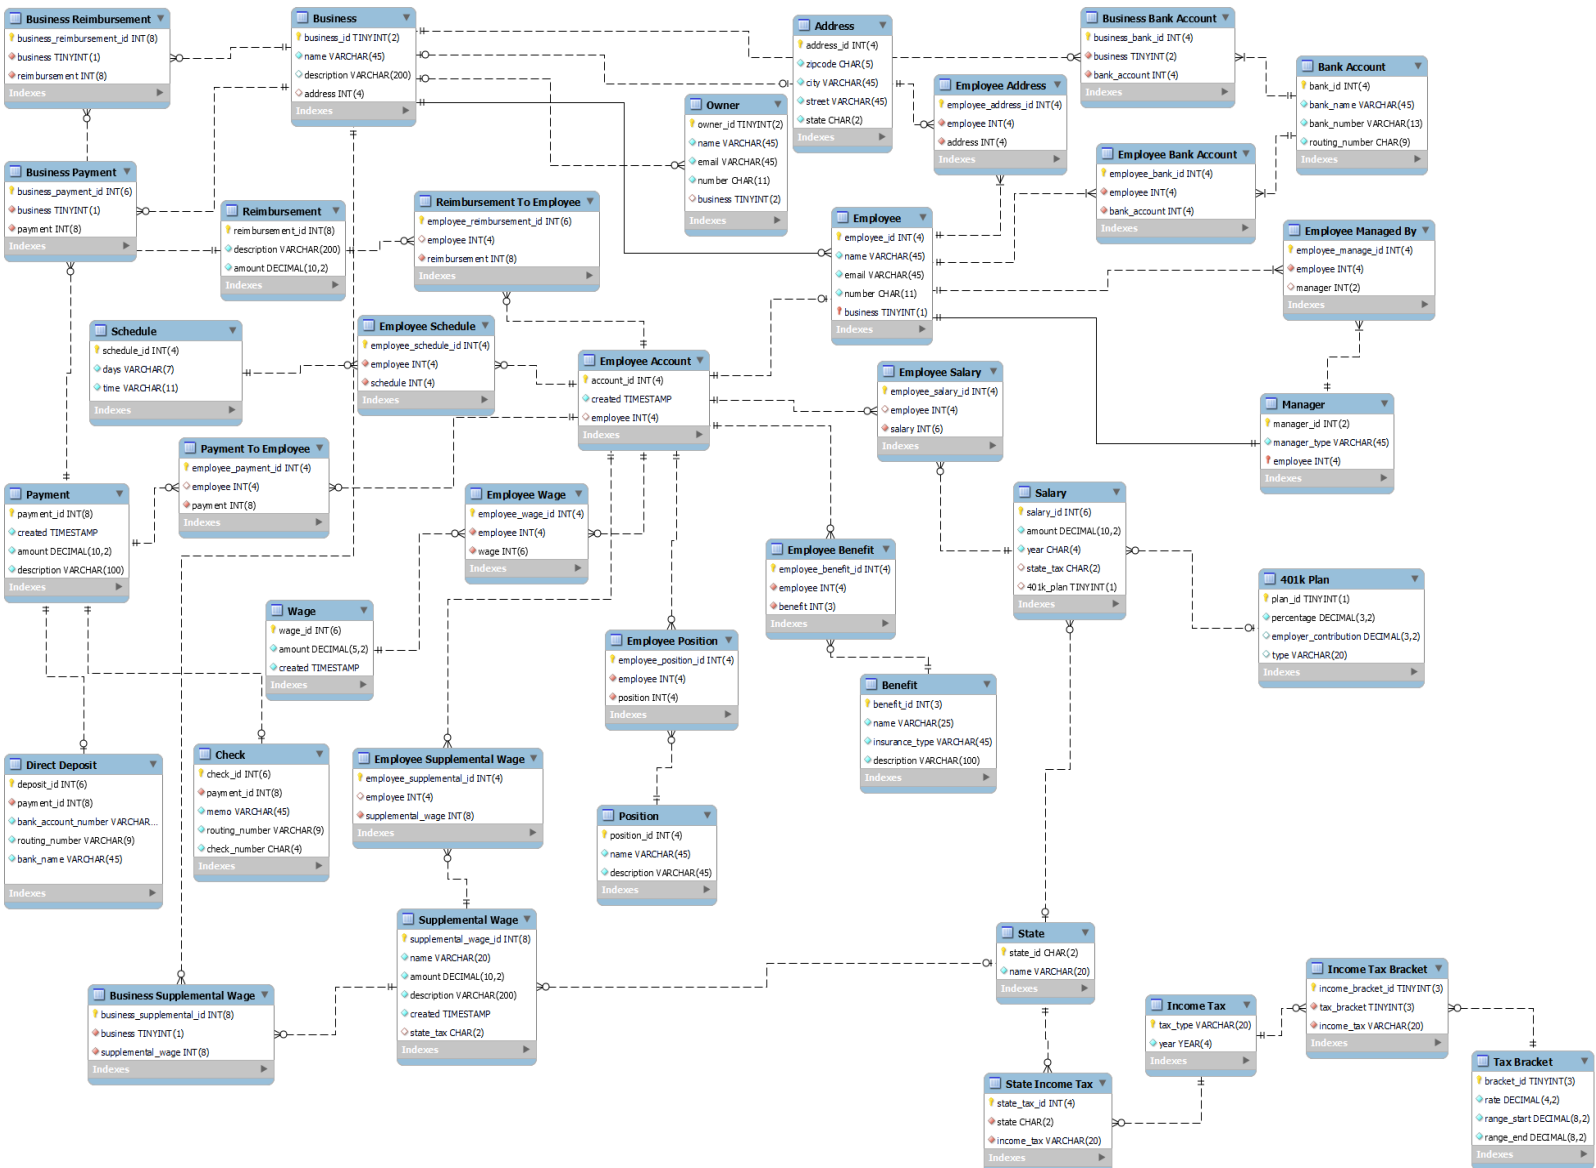 Business Reimbursement
business_reimbursement_id INT(8)
business TINYINT(1)
reimbursement INT(8)
Indexes
Business
business_id TINYINT(2)
name VARCHAR(45)
description VARCHAR(200)
address INT(4)
Indexes
Address
address_id INT(4)
zipcode CHAR(5)
city VARCHAR(45)
street VARCHAR(45)
state CHAR(2)
Indexes
Business Bank Account
business_bank_id INT(4)
business TINYINT(2)
bank_account INT(4)
Indexes
Bank Account
bank_id INT(4)
bank_name VARCHAR(45)
bank_number VARCHAR(13)
routing_number CHAR(9)
Indexes
Owner
owner_id TINYINT(2)
name VARCHAR(45)
email VARCHAR(45)
number CHAR(11)
business TINYINT(2)
Indexes
Employee Address
employee_address_id INT(4)
employee INT(4)
address INT(4)
Indexes
Employee Bank Account
employee_bank_id INT(4)
employee INT(4)
bank_account INT(4)
Indexes
Business Payment
business_payment_id INT(6)
business TINYINT(1)
payment INT(8)
Indexes
Reimbursement
reimbursement_id INT(8)
description VARCHAR(200)
amount DECIMAL(10,2)
Indexes
Reimbursement To Employee
employee_reimbursement_id INT(6)
employee INT(4)
reimbursement INT(8)
Indexes
Employee
employee_id INT(4)
name VARCHAR(45)
email VARCHAR(45)
number CHAR(11)
business TINYINT(1)
Indexes
Employee Managed By
employee_manage_id INT(4)
employee INT(4)
manager INT(2)
Indexes
Schedule
schedule_id INT(4)
days VARCHAR(7)
time VARCHAR(11)
Indexes
Employee Schedule
employee_schedule_id INT(4)
employee INT(4)
schedule INT(4)
Indexes
Employee Account
account_id INT(4)
created TIMESTAMP
employee INT(4)
Indexes
Employee Salary
employee_salary_id INT(4)
employee INT(4)
salary INT(6)
Indexes
Manager
manager_id INT(2)
manager_type VARCHAR(45)
employee INT(4)
Indexes
Payment To Employee
employee_payment_id INT(4)
employee INT(4)
payment INT(8)
Indexes
Payment
payment_id INT(8)
created TIMESTAMP
amount DECIMAL(10,2)
description VARCHAR(100)
Indexes
Employee Wage
employee_wage_id INT(4)
employee INT(4)
wage INT(6)
Indexes
Salary
salary_id INT(6)
amount DECIMAL(10,2)
year CHAR(4)
state_tax CHAR(2)
401k_plan TINYINT(1)
Indexes
Employee Benefit
employee_benefit_id INT(4)
employee INT(4)
benefit INT(3)
Indexes
401k Plan
plan_id TINYINT(1)
percentage DECIMAL(3,2)
employer_contribution DECIMAL(3,2)
type VARCHAR(20)
Indexes
Wage
wage_id INT(6)
amount DECIMAL(5,2)
created TIMESTAMP
Indexes
Employee Position
employee_position_id INT(4)
employee INT(4)
position INT(4)
Indexes
Benefit
benefit_id INT(3)
name VARCHAR(25)
insurance_type VARCHAR(45)
description VARCHAR(100)
Indexes
Direct Deposit
deposit_id INT(6)
payment_id INT(8)
bank_account_number VARCHAR...
routing_number VARCHAR(9)
bank_name VARCHAR(45)
Indexes
Check
check_id INT(6)
payment_id INT(8)
memo VARCHAR(45)
routing_number VARCHAR(9)
check_number CHAR(4)
Indexes
Employee Supplemental Wage
employee_supplemental_id INT(4)
employee INT(4)
supplemental_wage INT(8)
Indexes
Position
position_id INT(4)
name VARCHAR(45)
description VARCHAR(45)
Indexes
Supplemental Wage
supplemental_wage_id INT(8)
name VARCHAR(20)
amount DECIMAL(10,2)
description VARCHAR(200)
created TIMESTAMP
state_tax CHAR(2)
Indexes
State
state_id CHAR(2)
name VARCHAR(20)
Indexes
Business Supplemental Wage
business_supplemental_id INT(8)
business TINYINT(1)
supplemental_wage INT(8)
Indexes
Income Tax
tax_type VARCHAR(20)
year YEAR(4)
Indexes
Income Tax Bracket
income_bracket_id TINYINT(3)
tax_bracket TINYINT(3)
income_tax VARCHAR(20)
Indexes
State Income Tax
state_tax_id INT(4)
state CHAR(2)
income_tax VARCHAR(20)
Indexes
Tax Bracket
bracket_id TINYINT(3)
rate DECIMAL(4,2)
range_start DECIMAL(8,2)
range_end DECIMAL(8,2)
Indexes